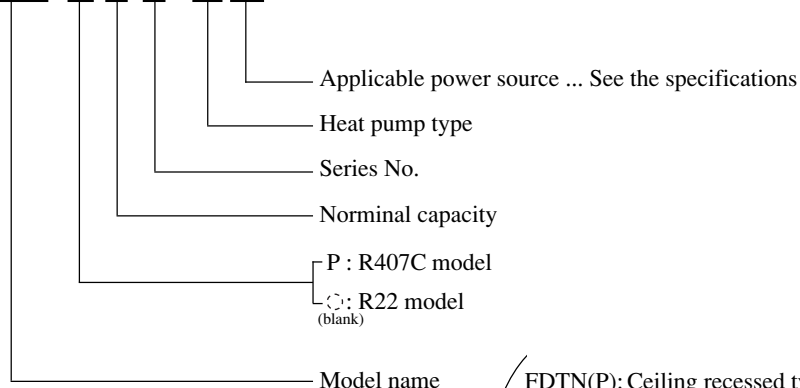 Applicable power source ... See the specifications
Heat pump type
Series No.
Norminal capacity
P : R407C model
: R22 model
(blank)
Model name
FDTN(P): Ceiling recessed